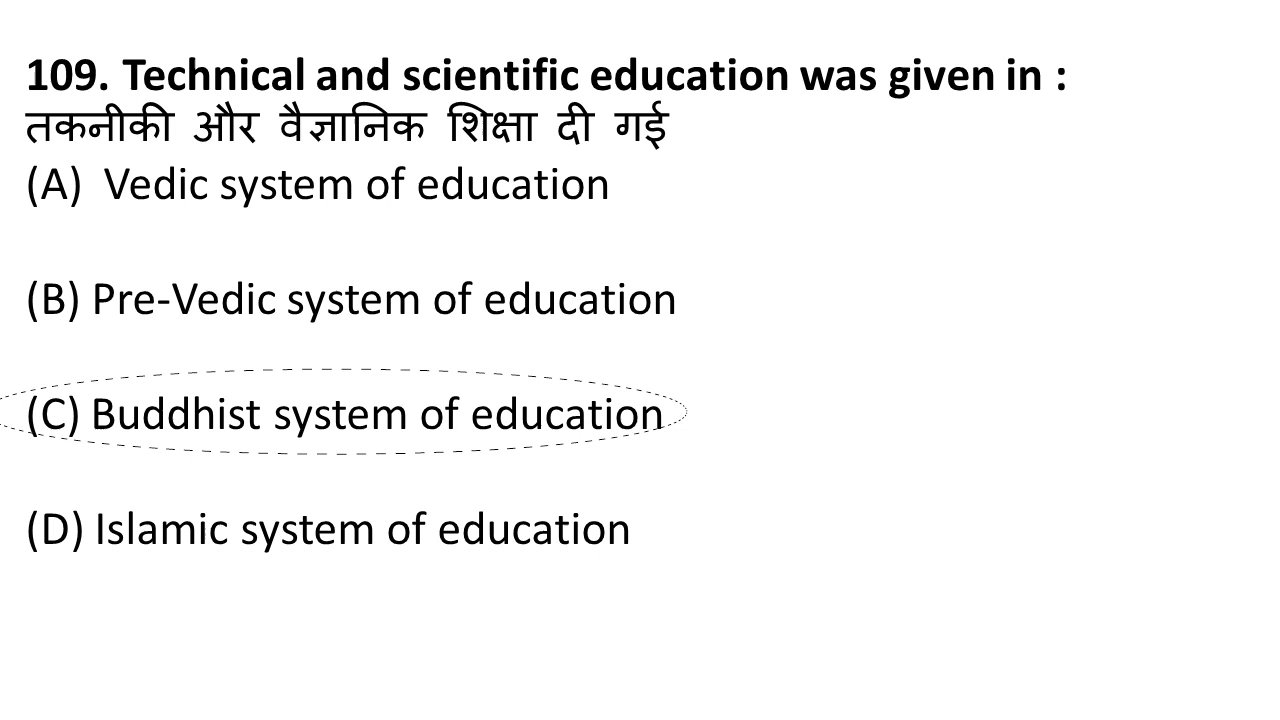 109. Technical and scientific education was given in :
तकनीकी और वैज्ञानिक शिक्षा दी गई
(A) Vedic system of education
(B) Pre-Vedic system of education
(C) Buddhist system of education
(D) Islamic system of education